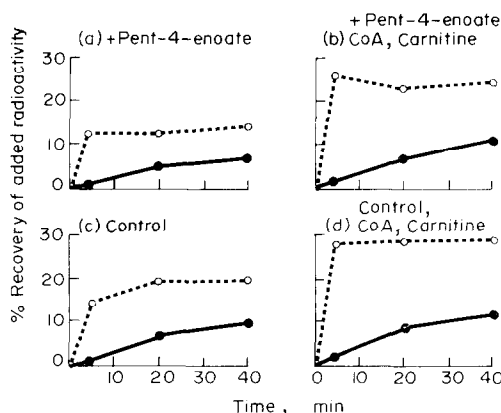 % Recovery of added radioactivity
(a) +Pent-4-enoate
+ Pent-4-enoate
(b) CoA, Carnitine
30
20
10
0
(c) Control
Control,
(d) CoA, Carnitine
30
20
10
0
10 20 30 40
0 10 20 30 40
Time, min